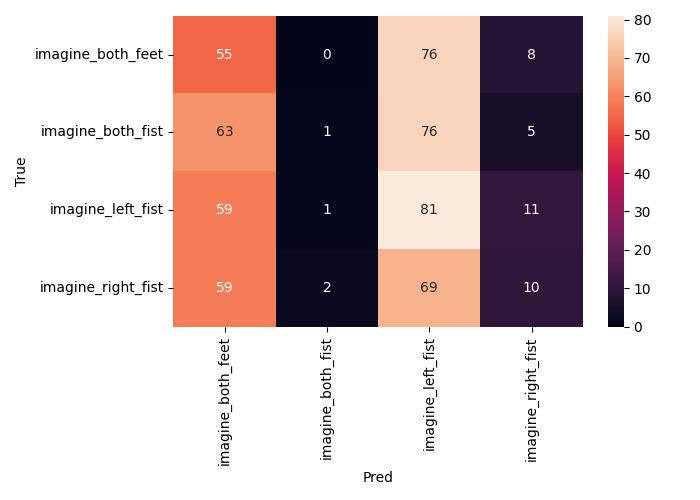 True
imagine_both_feet 55 0 76 8
imagine_both_fist 63 1 76 5
imagine_left_fist 59 1 81 11
imagine_right_fist 59 2 69 10
imagine_both_feet
imagine_both_fist
imagine_left_fist
imagine_right_fist
Pred
80
70
60
50
40
30
20
10
0